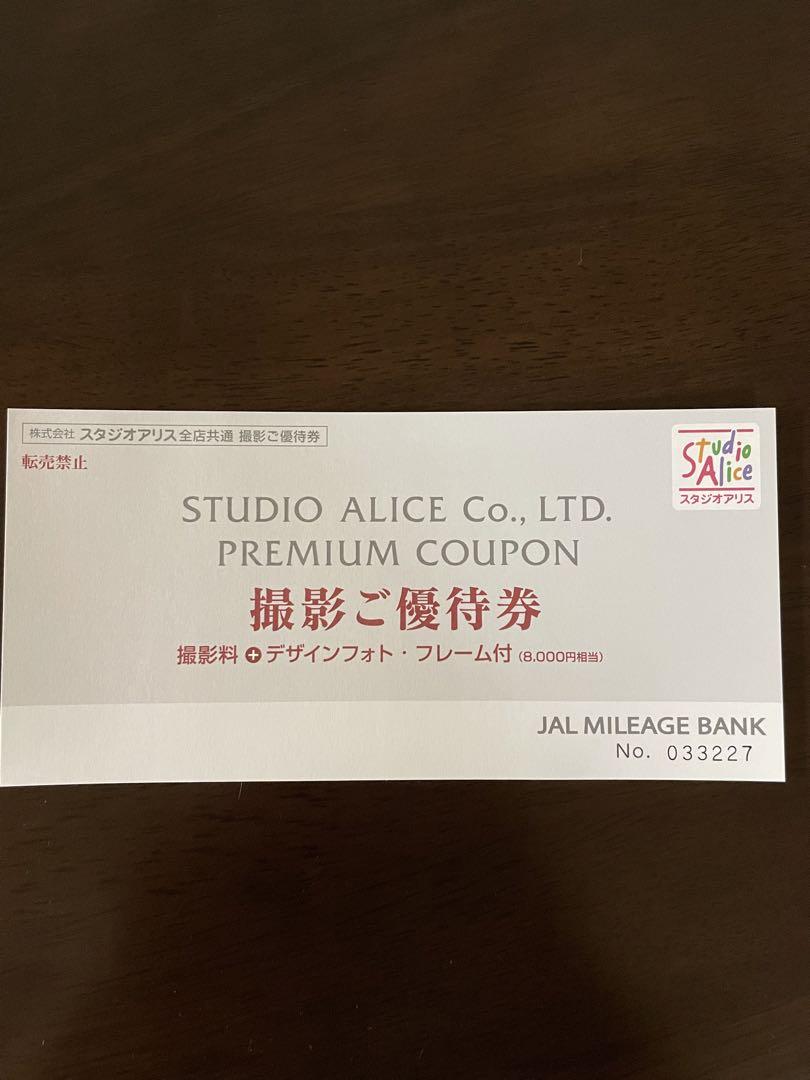 株式会社 スタジオアリス全店共通 撮影ご優待券
転売禁止
Studio
Alice
スタジオアリス
STUDIO ALICE Co., LTD.
PREMIUM COUPON
撮影ご優待券
撮影料+デザインフォト・フレーム付(8,000円相当)
JAL MILEAGE BANK
No. 033227